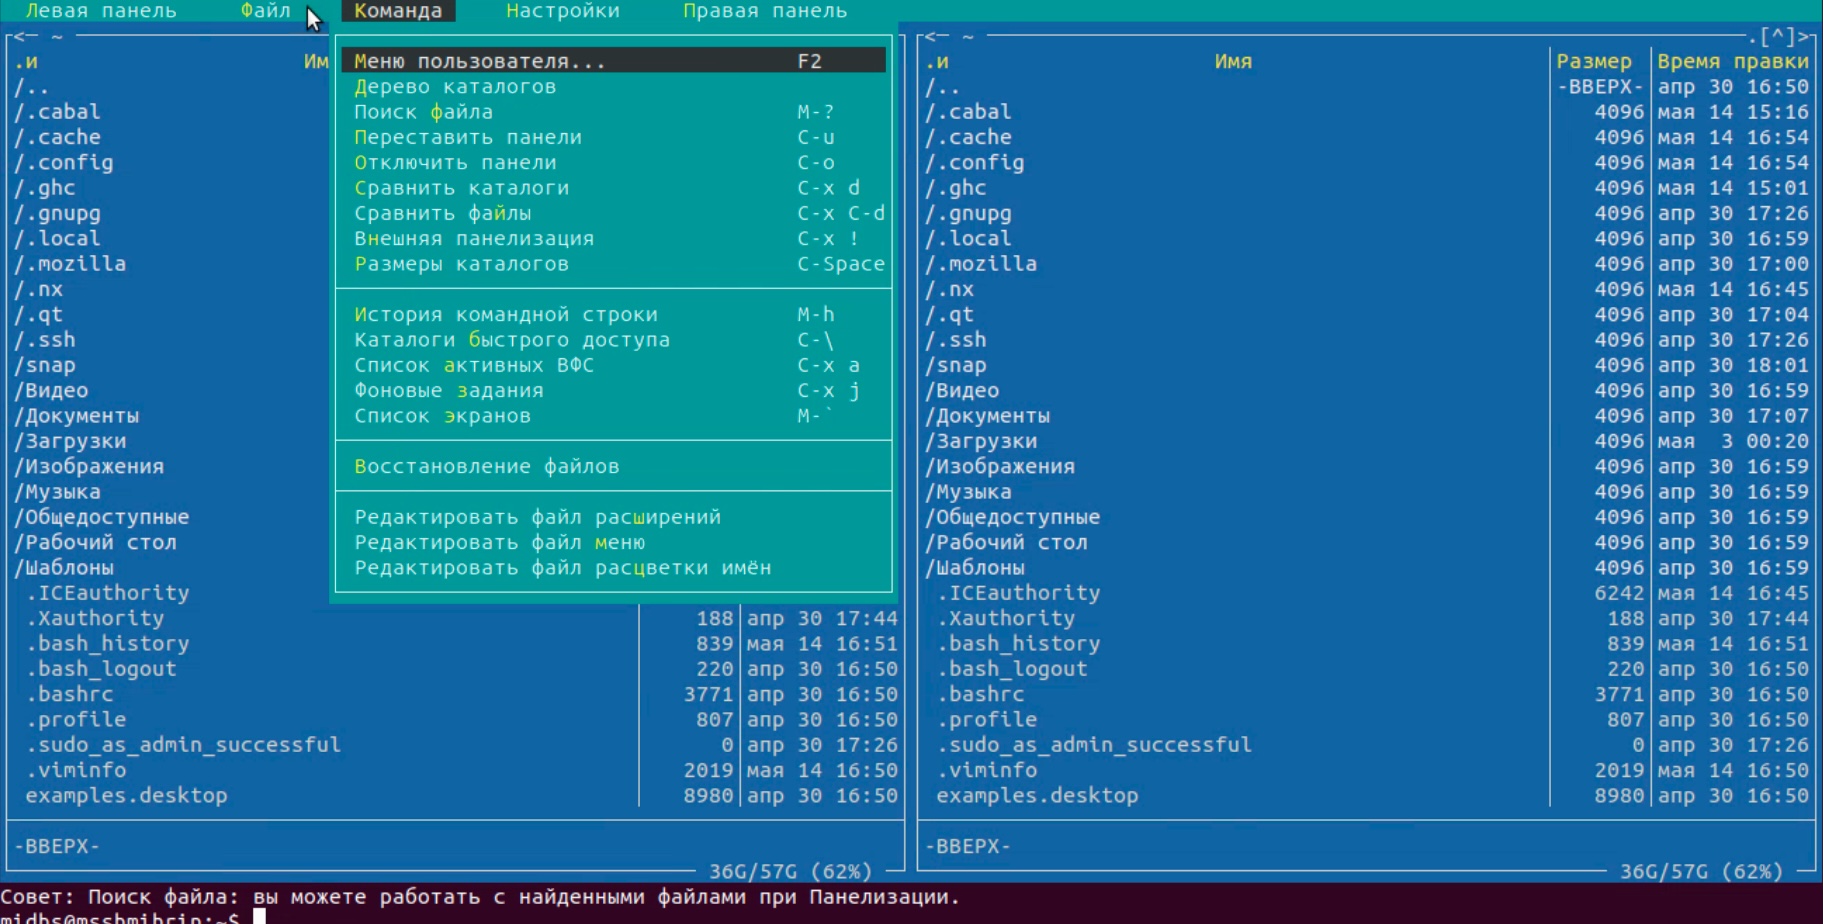 Левая панель Файл Команда Настройки Правая панель
<— ~
.и Им
/..
/.cabal
/.cache
/.config
/.ghc
/.gnupg
/.local
/.mozilla
/.nx
/.qt
/.ssh
/snap
/Видео
/Документы
/Загрузки
/Изображения
/Музыка
/Общедоступные
/Рабочий стол
/Шаблоны
.ICEauthority
.Xauthority 188 апр 30 17:44
.bash_history 839 мая 14 16:51
.bash_logout 220 апр 30 16:50
.bashrc 3771 апр 30 16:50
.profile 807 апр 30 16:50
.sudo_as_admin_successful 0 апр 30 17:26
.viminfo 2019 мая 14 16:50
examples.desktop 8980 апр 30 16:50
-ВВЕРХ-
36G/57G (62%)
Меню пользователя... F2
Дерево каталогов
Поиск файла M-?
Переставить панели C-u
Отключить панели C-o
Сравнить каталоги C-x d
Сравнить файлы C-x C-d
Внешняя панелизация C-x !
Размеры каталогов C-Space
История командной строки M-h
Каталоги быстрого доступа C-\
Список активных ВФС C-x a
Фоновые задания C-x j
Список экранов M-`
Восстановление файлов
Редактировать файл расширений
Редактировать файл меню
Редактировать файл расцветки имён
<— ~ .[^]>
.и Имя Размер Время правки
/.. -ВВЕРХ- апр 30 16:50
/.cabal 4096 мая 14 15:16
/.cache 4096 мая 14 16:54
/.config 4096 мая 14 16:54
/.ghc 4096 мая 14 15:01
/.gnupg 4096 апр 30 17:26
/.local 4096 апр 30 16:59
/.mozilla 4096 апр 30 17:00
/.nx 4096 мая 14 16:45
/.qt 4096 апр 30 17:04
/.ssh 4096 апр 30 17:26
/snap 4096 апр 30 18:01
/Видео 4096 апр 30 16:59
/Документы 4096 апр 30 17:07
/Загрузки 4096 мая 3 00:20
/Изображения 4096 апр 30 16:59
/Музыка 4096 апр 30 16:59
/Общедоступные 4096 апр 30 16:59
/Рабочий стол 4096 апр 30 16:59
/Шаблоны 4096 апр 30 16:59
.ICEauthority 6242 мая 14 16:45
.Xauthority 188 апр 30 17:44
.bash_history 839 мая 14 16:51
.bash_logout 220 апр 30 16:50
.bashrc 3771 апр 30 16:50
.profile 807 апр 30 16:50
.sudo_as_admin_successful 0 апр 30 17:26
.viminfo 2019 мая 14 16:50
examples.desktop 8980 апр 30 16:50
-ВВЕРХ-
36G/57G (62%)
Совет: Поиск файла: вы можете работать с найденными файлами при Панелизации.